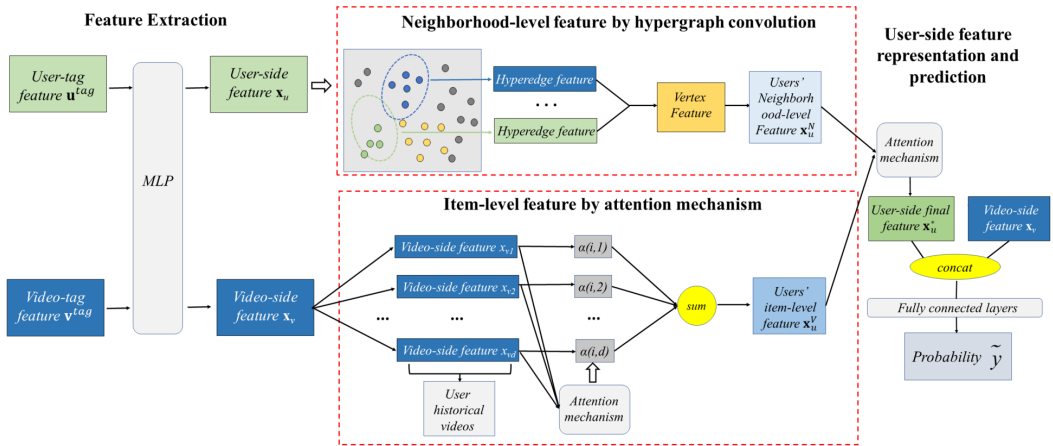 Feature Extraction
User-tag
feature u^tag
MLP
User-side
feature x_u
Video-tag
feature v^tag
Video-side
feature x_v
Neighborhood-level feature by hypergraph convolution
Hyperedge feature
...
Hyperedge feature
Vertex
Feature
Users'
Neighborh
ood-level
Feature x_u^N
Item-level feature by attention mechanism
Video-side feature x_v1
Video-side feature x_v2
...
...
Video-side feature x_vd
User
historical
videos
α(i,1)
α(i,2)
...
α(i,d)
Attention
mechanism
sum
Users'
item-level
feature x_u^V
User-side feature
representation and
prediction
Attention
mechanism
User-side final
feature x_u^*
Video-side
feature x_v
concat
Fully connected layers
Probability ỹ